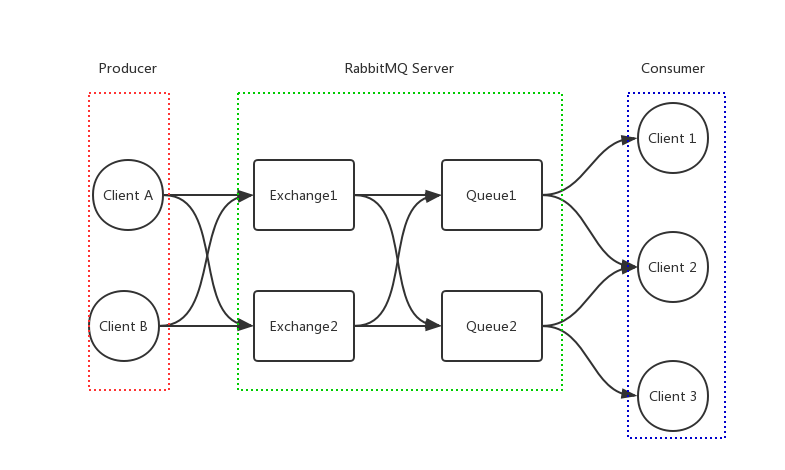 Producer
RabbitMQ Server
Consumer
Client A
Client B
Exchange1
Exchange2
Queue1
Queue2
Client 1
Client 2
Client 3